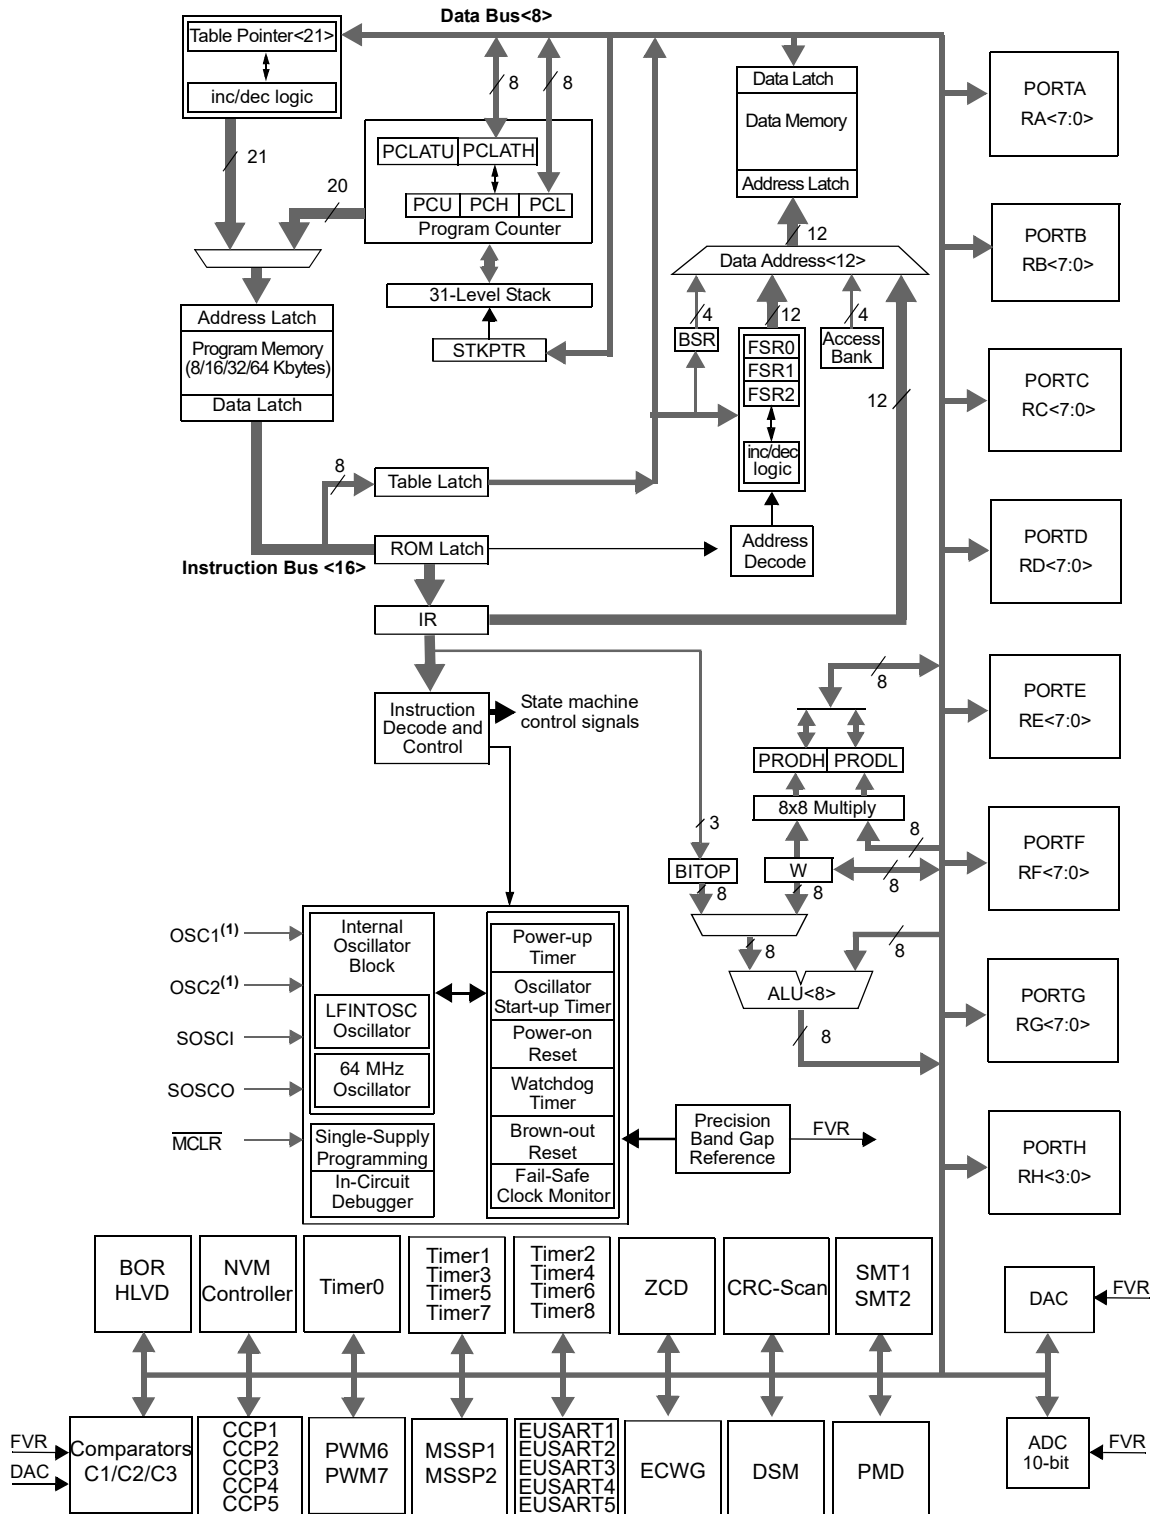 Data Bus<8>
Table Pointer<21>
inc/dec logic
21
20
8
8
PCLATU PCLATH
PCU PCH PCL
Program Counter
31-Level Stack
STKPTR
Address Latch
Program Memory
(8/16/32/64 Kbytes)
Data Latch
8
Table Latch
ROM Latch
Instruction Bus <16>
IR
Instruction
Decode and
Control
State machine
control signals
Data Latch
Data Memory
Address Latch
12
Data Address<12>
4
12
4
BSR
FSR0
FSR1
FSR2
inc/dec
logic
Access
Bank
12
Address
Decode
8
PRODH PRODL
8x8 Multiply
3
8
BITOP
W
8
8
8
8
8
ALU<8>
8
PORTA
RA<7:0>
PORTB
RB<7:0>
PORTC
RC<7:0>
PORTD
RD<7:0>
PORTE
RE<7:0>
PORTF
RF<7:0>
PORTG
RG<7:0>
PORTH
RH<3:0>
OSC1(1)
OSC2(1)
SOSCI
SOSCO
MCLR
Internal
Oscillator
Block
LFINTOSC
Oscillator
64 MHz
Oscillator
Single-Supply
Programming
In-Circuit
Debugger
Power-up
Timer
Oscillator
Start-up Timer
Power-on
Reset
Watchdog
Timer
Brown-out
Reset
Fail-Safe
Clock Monitor
Precision
Band Gap
Reference
FVR
BOR
HLVD
NVM
Controller
Timer0
Timer1
Timer3
Timer5
Timer7
Timer2
Timer4
Timer6
Timer8
ZCD
CRC-Scan
SMT1
SMT2
DAC
FVR
FVR
DAC
Comparators
C1/C2/C3
CCP1
CCP2
CCP3
CCP4
CCP5
PWM6
PWM7
MSSP1
MSSP2
EUSART1
EUSART2
EUSART3
EUSART4
EUSART5
ECWG
DSM
PMD
ADC
10-bit
FVR